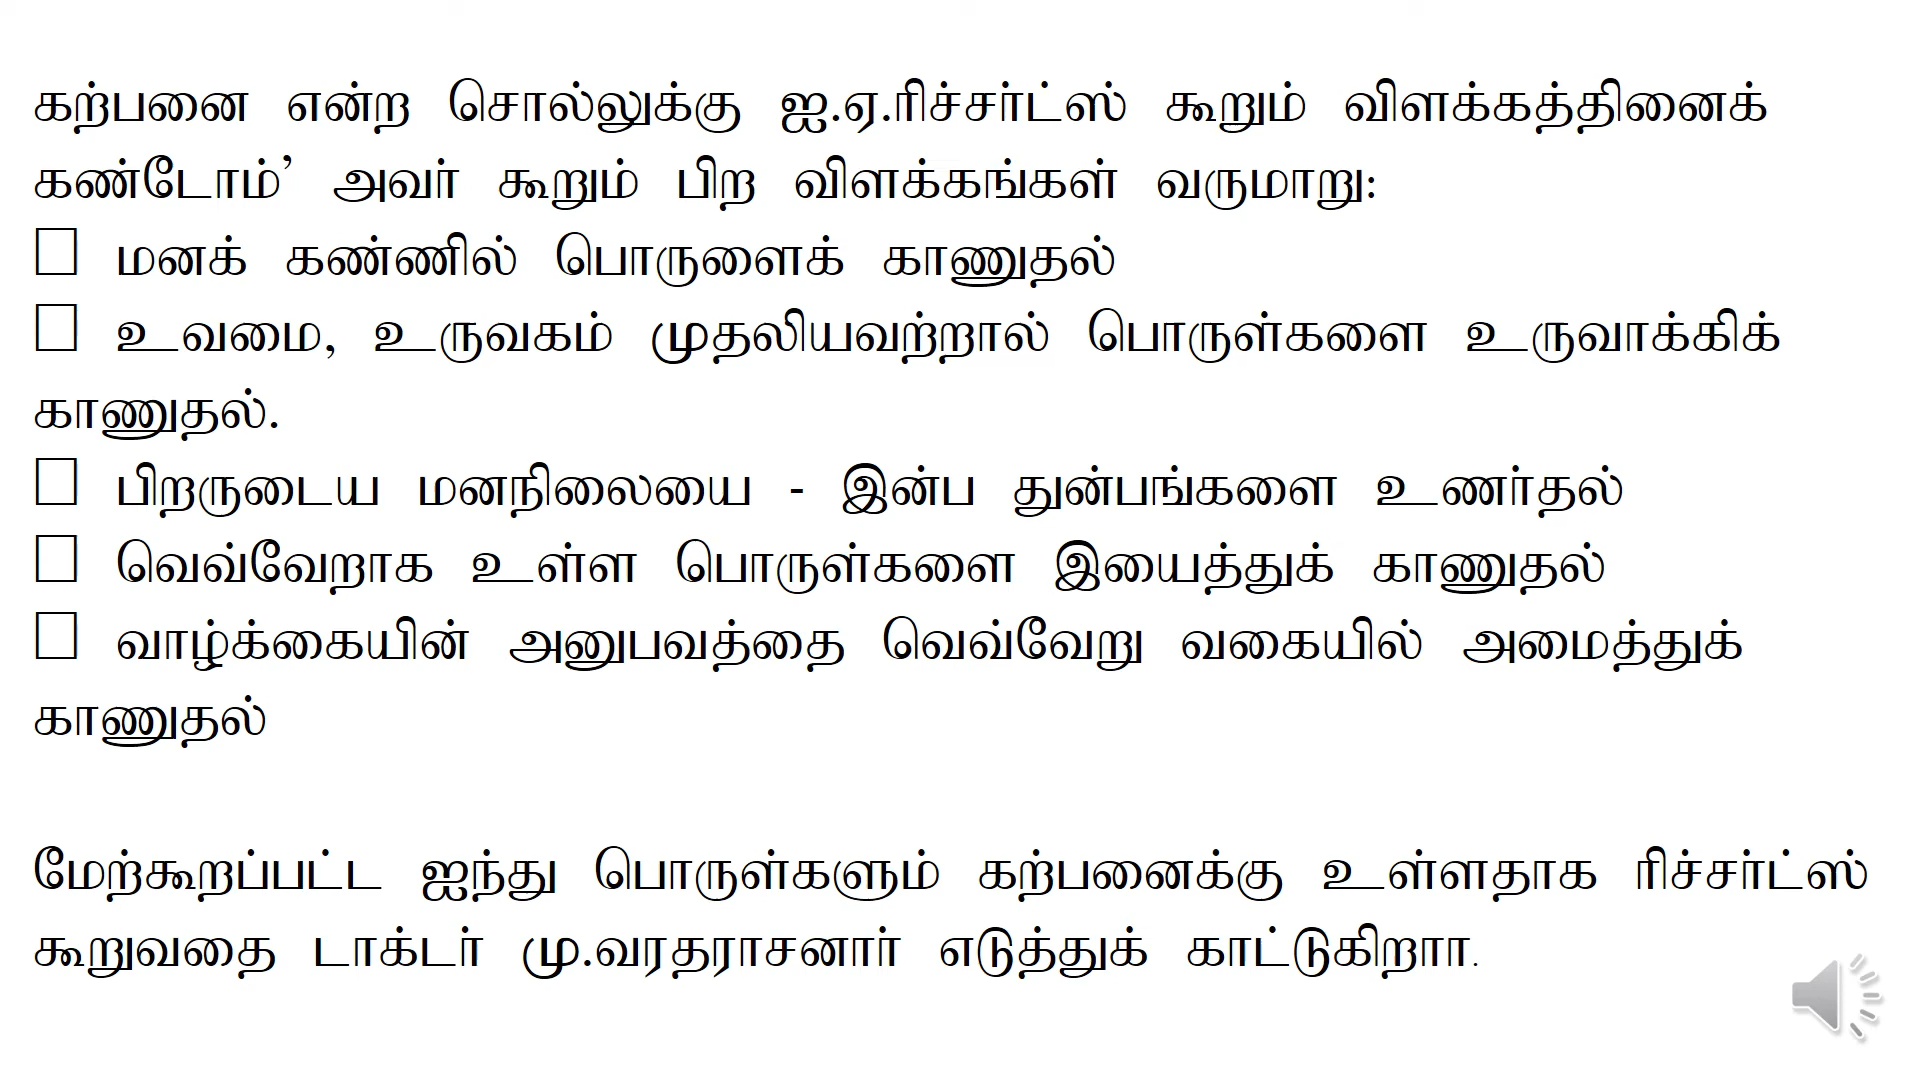 கற்பனை என்ற சொல்லுக்கு ஐ.ஏ.ரிச்சர்ட்ஸ் கூறும் விளக்கத்தினைக்
கண்டோம்’ அவர் கூறும் பிற விளக்கங்கள் வருமாறு:
□ மனக் கண்ணில் பொருளைக் காணுதல்
□ உவமை, உருவகம் முதலியவற்றால் பொருள்களை உருவாக்கிக்
காணுதல்.
□ பிறருடைய மனநிலையை - இன்ப துன்பங்களை உணர்தல்
□ வெவ்வேறாக உள்ள பொருள்களை இயைத்துக் காணுதல்
□ வாழ்க்கையின் அனுபவத்தை வெவ்வேறு வகையில் அமைத்துக்
காணுதல்
மேற்கூறப்பட்ட ஐந்து பொருள்களும் கற்பனைக்கு உள்ளதாக ரிச்சர்ட்ஸ்
கூறுவதை டாக்டர் மு.வரதராசனார் எடுத்துக் காட்டுகிறாா.